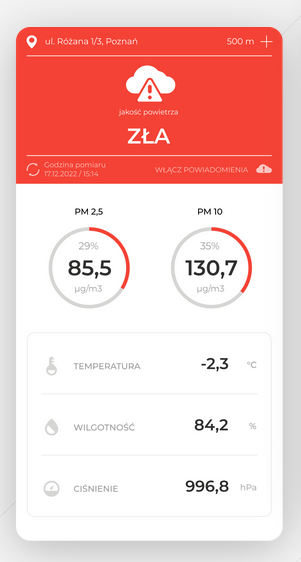 ul. Różana 1/3, Poznań 500 m
jakość powietrza
ZŁA
Godzina pomiaru
17.12.2022 / 15:14
WŁĄCZ POWIADOMIENIA
PM 2,5 PM 10
29% 35%
85,5 130,7
µg/m3 µg/m3
TEMPERATURA -2,3 °C
WILGOTNOŚĆ 84,2 %
CIŚNIENIE 996,8 hPa